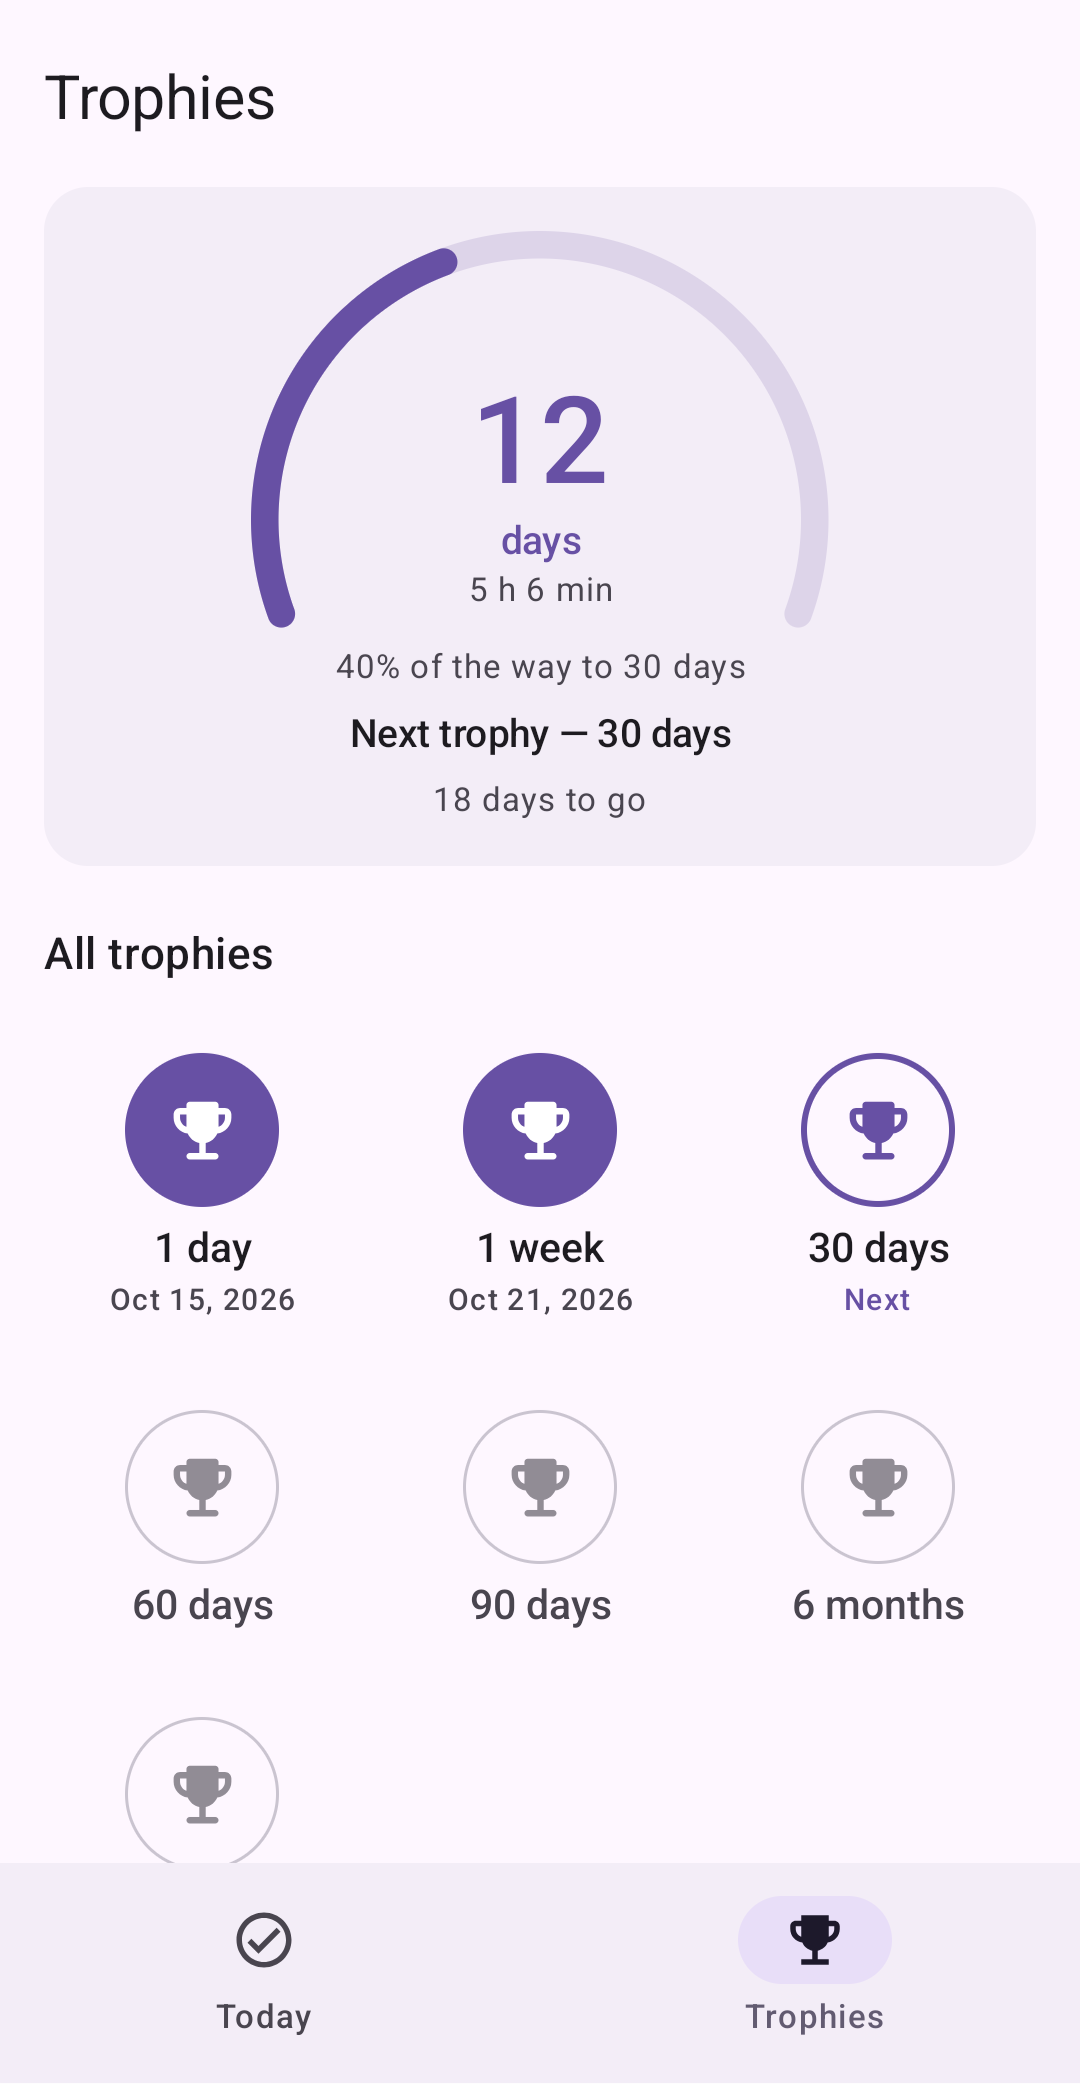 Trophies
12
days
5 h 6 min
40% of the way to 30 days
Next trophy — 30 days
18 days to go
All trophies
1 day
Oct 15, 2026
1 week
Oct 21, 2026
30 days
Next
60 days
90 days
6 months
Today
Trophies